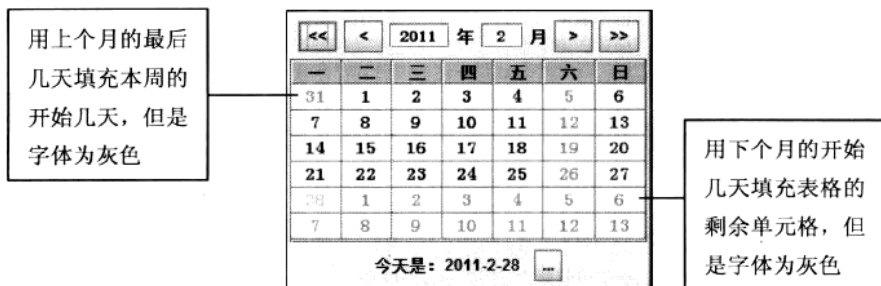 用上个月的最后
几天填充本周的
开始几天，但是
字体为灰色
<< < 2011 年 2 月 > >>
一 二 三 四 五 六 日
31 1 2 3 4 5 6
7 8 9 10 11 12 13
14 15 16 17 18 19 20
21 22 23 24 25 26 27
28 1 2 3 4 5 6
7 8 9 10 11 12 13
今天是：2011-2-28 ...
用下个月的开始
几天填充表格的
剩余单元格，但
是字体为灰色